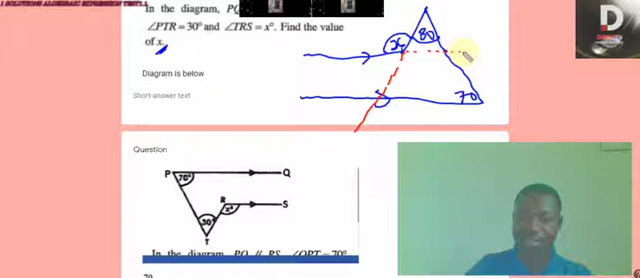 In the diagram, PQ
∠PTR = 30° and ∠TRS = x°. Find the value
of x.
Diagram is below
Short-answer text
x
80
70
D
Question
P
70°
Q
R
S
x°
30°
T
In the diagram PQ // RS ∠QPT = 70°